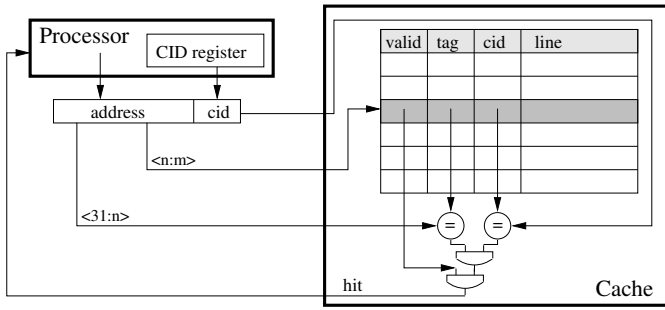 Processor
CID register
valid tag cid line
address cid
<n:m>
<31:n>
= =
hit
Cache